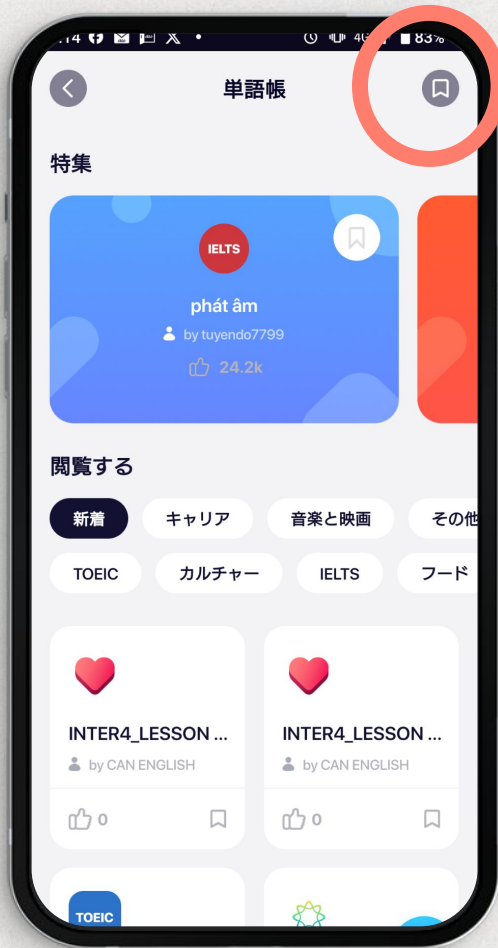 :14
4G
83%
単語帳
特集
IELTS
phát âm
by tuyendo7799
24.2k
閲覧する
新着 キャリア 音楽と映画 その他
TOEIC カルチャー IELTS フード
INTER4_LESSON ... INTER4_LESSON ...
by CAN ENGLISH by CAN ENGLISH
0 0
TOEIC